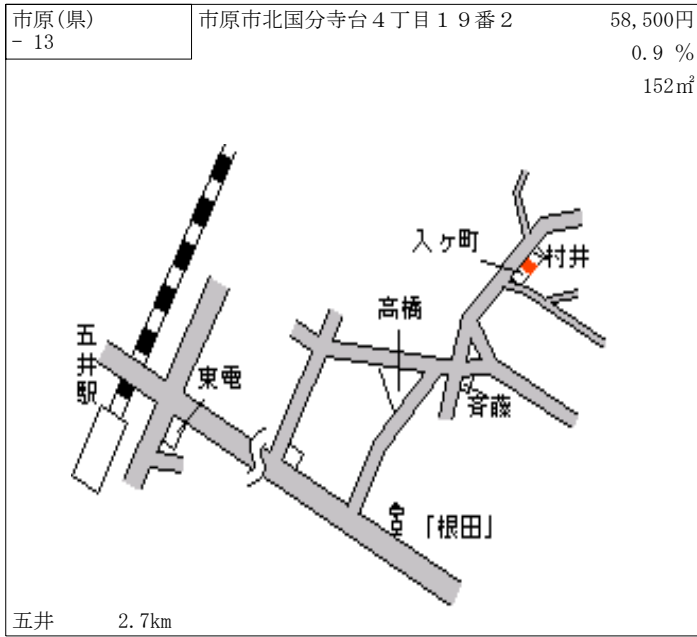 市原(県)
- 13
市原市北国分寺台４丁目１９番２
58,500円
0.9 %
152㎡
入ヶ町
村井
高橋
五井駅
東電
斉藤
「根田」
五井 2.7km